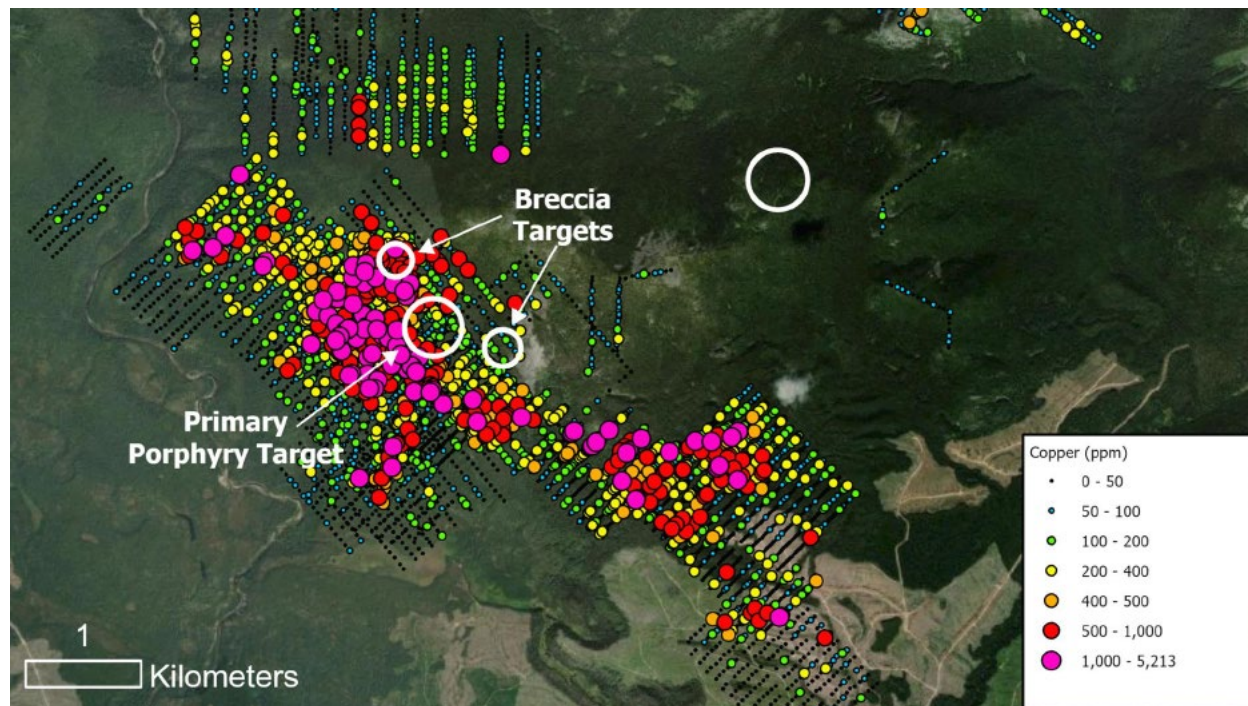 Breccia
Targets
Primary
Porphyry Target
1
Kilometers
Copper (ppm)
0 - 50
50 - 100
100 - 200
200 - 400
400 - 500
500 - 1,000
1,000 - 5,213